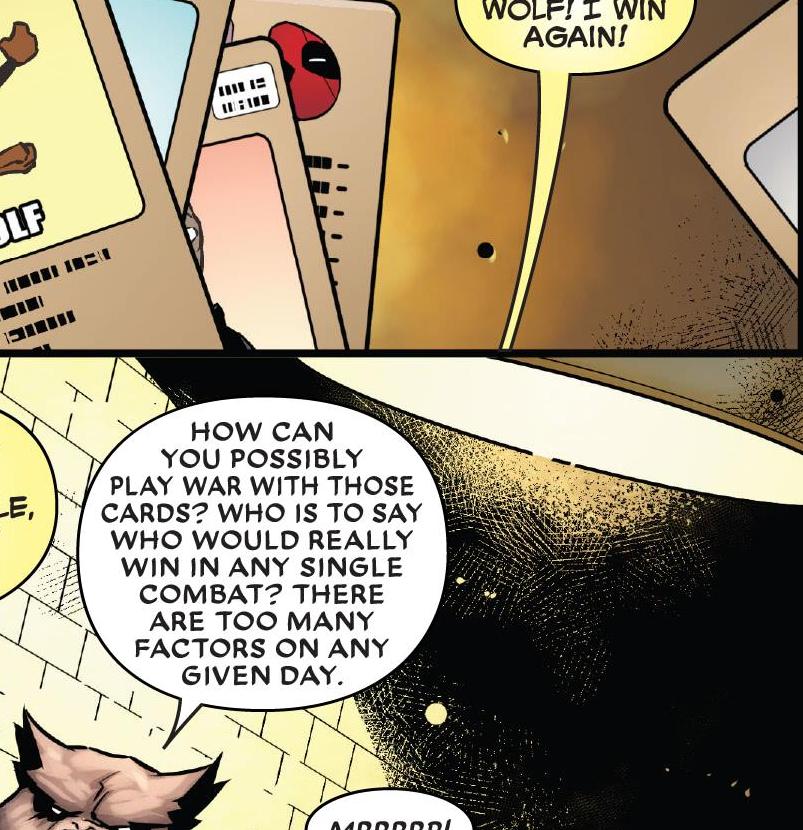 WOLF! I WIN
AGAIN!
HOW CAN
YOU POSSIBLY
PLAY WAR WITH THOSE
CARDS? WHO IS TO SAY
WHO WOULD REALLY
WIN IN ANY SINGLE
COMBAT? THERE
ARE TOO MANY
FACTORS ON ANY
GIVEN DAY.